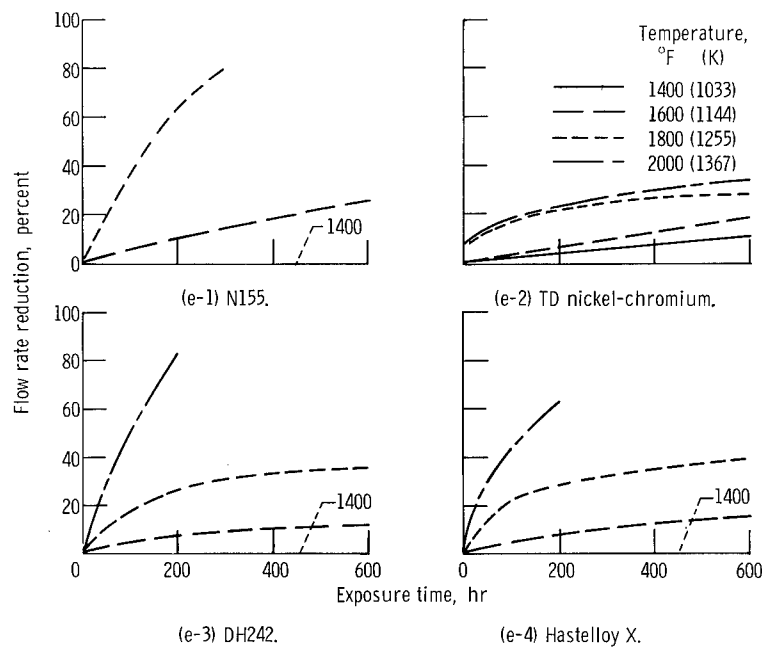 Flow rate reduction, percent
100
80
60
40
20
0
1400
(e-1) N155.
Temperature,
°F (K)
1400 (1033)
1600 (1144)
1800 (1255)
2000 (1367)
(e-2) TD nickel-chromium.
100
80
60
40
20
0 200 400 600
1400
(e-3) DH242.
0 200 400 600
1400
Exposure time, hr
(e-4) Hastelloy X.